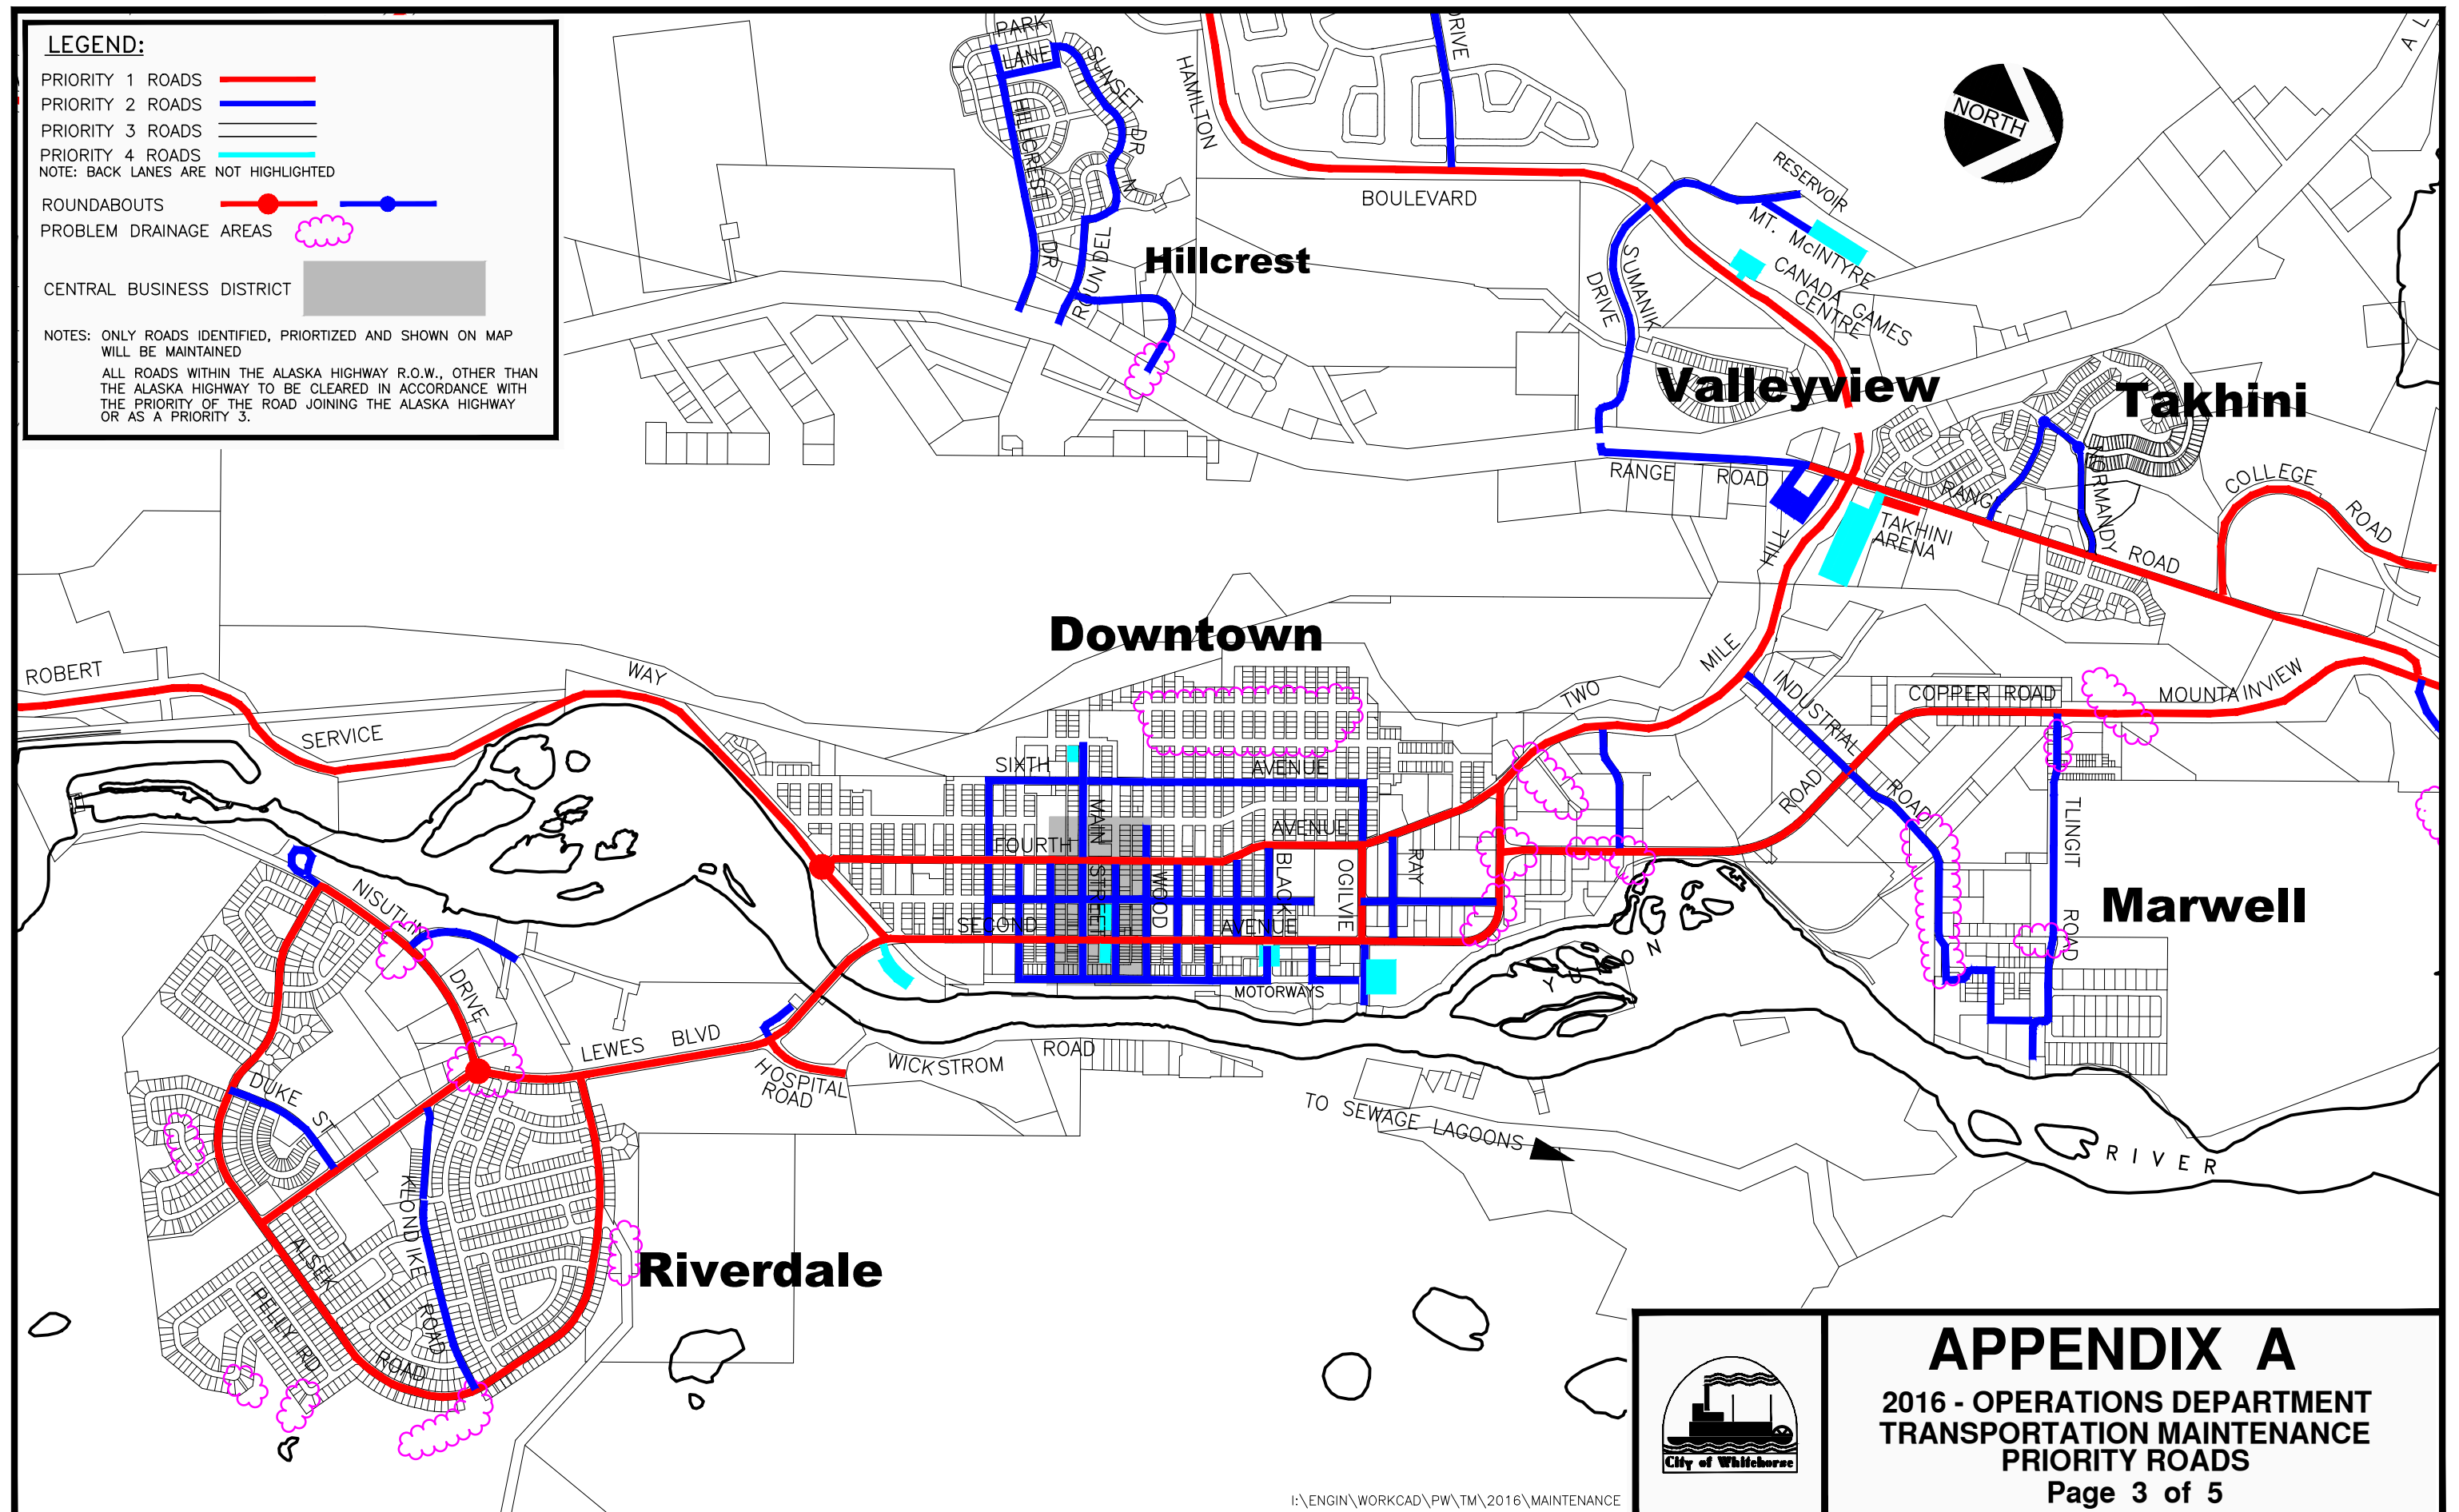 LEGEND:
PRIORITY 1 ROADS
PRIORITY 2 ROADS
PRIORITY 3 ROADS
PRIORITY 4 ROADS
NOTE: BACK LANES ARE NOT HIGHLIGHTED
ROUNDABOUTS
PROBLEM DRAINAGE AREAS
CENTRAL BUSINESS DISTRICT
NOTES: ONLY ROADS IDENTIFIED, PRIORTIZED AND SHOWN ON MAP
WILL BE MAINTAINED
ALL ROADS WITHIN THE ALASKA HIGHWAY R.O.W., OTHER THAN
THE ALASKA HIGHWAY TO BE CLEARED IN ACCORDANCE WITH
THE PRIORITY OF THE ROAD JOINING THE ALASKA HIGHWAY
OR AS A PRIORITY 3.
PARK
LANE
SUNSET
DR N
HILLCREST
DR
ROUNDEL
Hillcrest
HAMILTON
BOULEVARD
DRIVE
A L
NORTH
RESERVOIR
MT. McINTYRE
CANADA GAMES
CENTRE
SUMANIK
DRIVE
Valleyview
Takhini
RANGE ROAD
RANGE
ROAD
NORMANDY
COLLEGE
ROAD
TAKHINI
ARENA
TWO
MILE
HILL
Downtown
ROBERT
SERVICE
WAY
SIXTH
AVENUE
FOURTH
AVENUE
SECOND
AVENUE
MAIN
STREET
WOOD
BLACK
OGILVIE
RAY
MOTORWAYS
INDUSTRIAL
ROAD
ROAD
COPPER ROAD
MOUNTAINVIEW
TLINGIT
ROAD
Marwell
YUKON
RIVER
NISUTLIN
DRIVE
LEWES BLVD
HOSPITAL
ROAD
WICKSTROM
ROAD
TO SEWAGE LAGOONS
DUKE ST
KLONDIKE
ROAD
ALSEK
ROAD
PELLY RD
Riverdale
City of Whitehorse
APPENDIX A
2016 - OPERATIONS DEPARTMENT
TRANSPORTATION MAINTENANCE
PRIORITY ROADS
Page 3 of 5
I:\ENGIN\WORKCAD\PW\TM\2016\MAINTENANCE